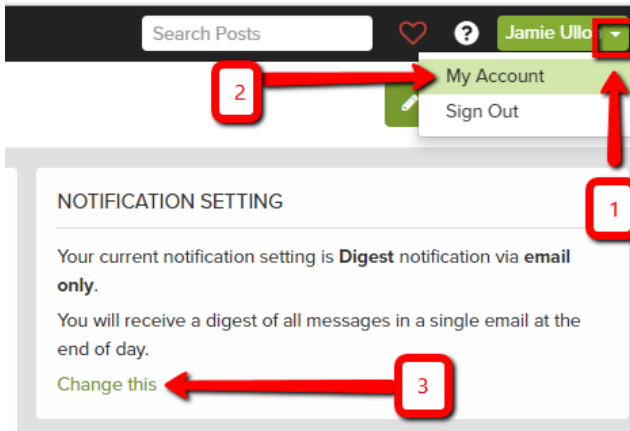 Search Posts
? Jamie Ullo
2
My Account
Sign Out
1
NOTIFICATION SETTING
Your current notification setting is Digest notification via email
only.
You will receive a digest of all messages in a single email at the
end of day.
Change this
3